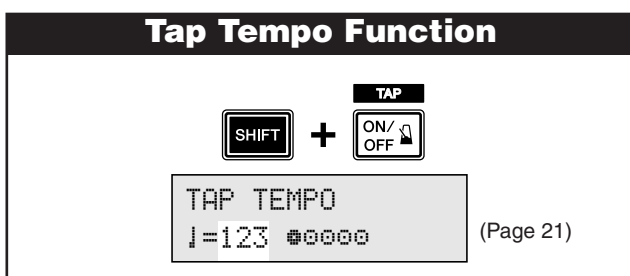 Tap Tempo Function
TAP
SHIFT + ON/
OFF
TAP TEMPO
♩=123 ●○○○○
(Page 21)